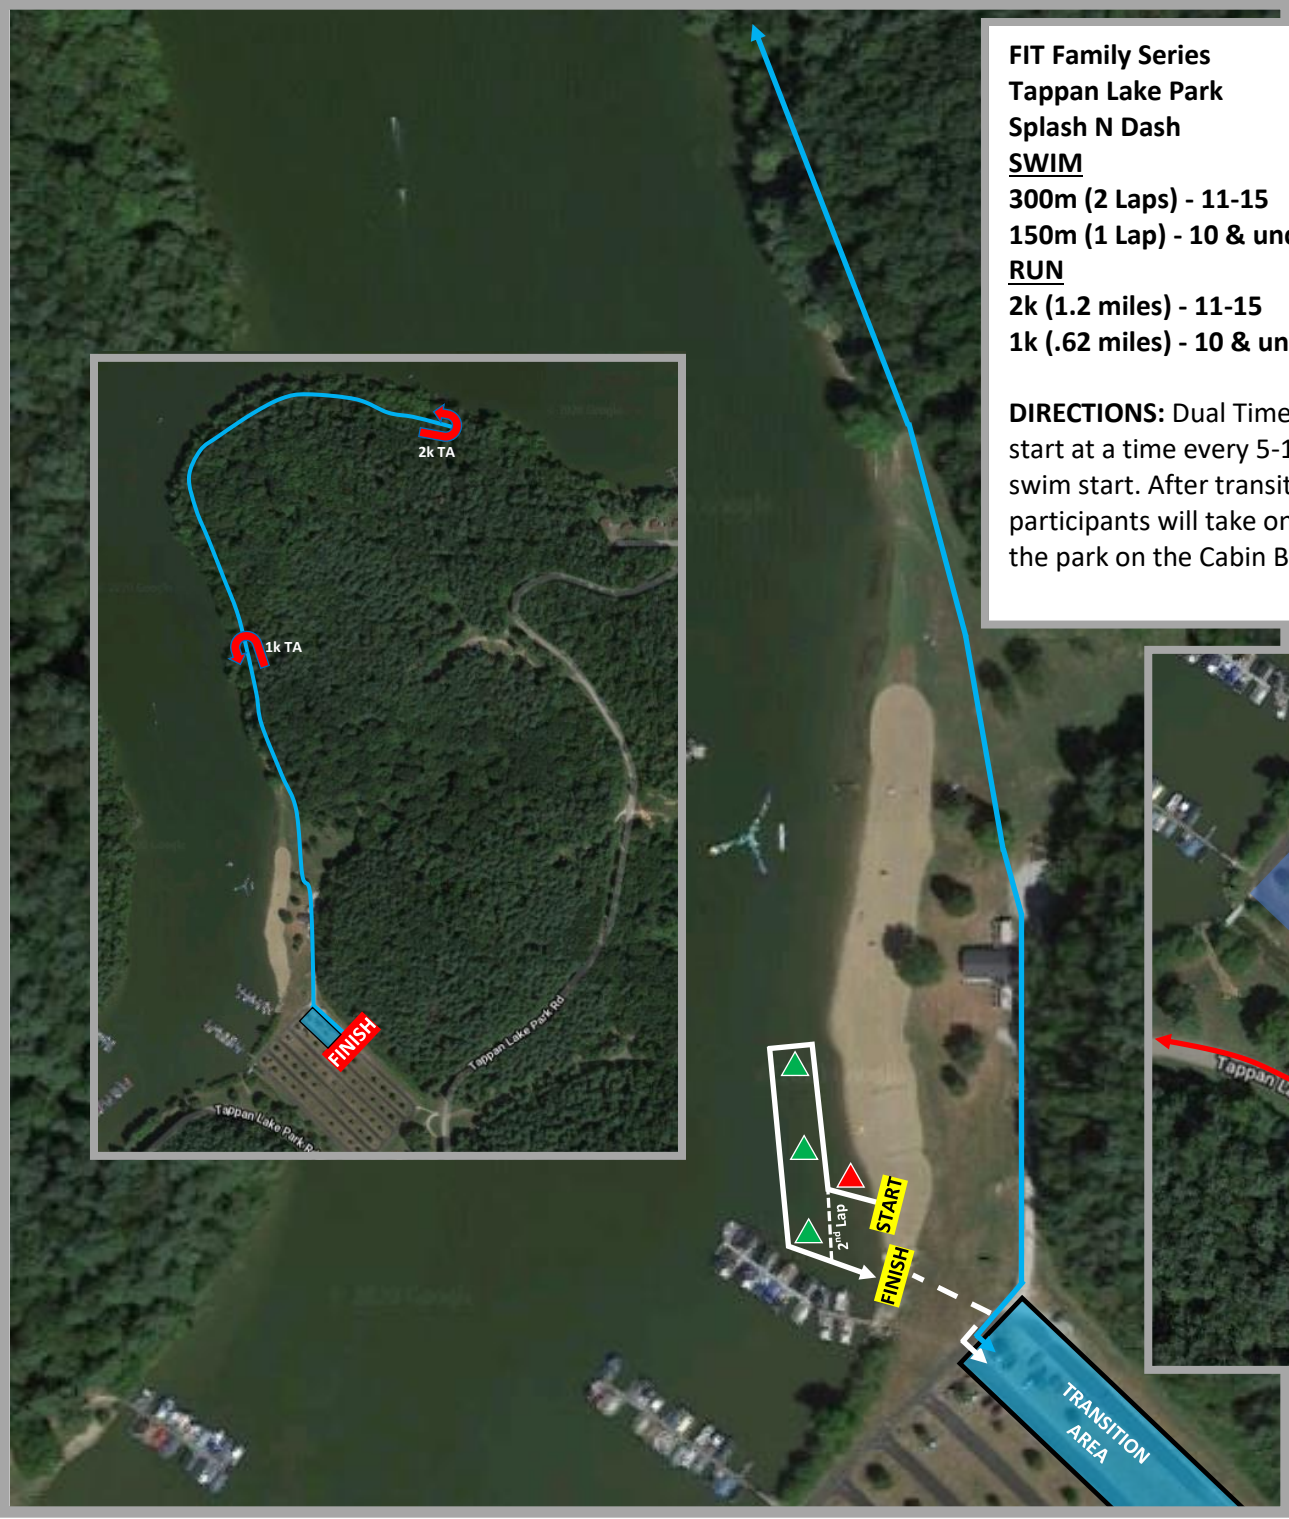 FIT Family Series
Tappan Lake Park
Splash N Dash
SWIM
300m (2 Laps) - 11-15
150m (1 Lap) - 10 & und
RUN
2k (1.2 miles) - 11-15
1k (.62 miles) - 10 & un
DIRECTIONS: Dual Time
start at a time every 5-1
swim start. After transit
participants will take on
the park on the Cabin B
2k TA
1k TA
FINISH
Tappan Lake Park Rd
Tappan Lake Park R
Tappan L
START
2nd Lap
FINISH
TRANSITION
AREA